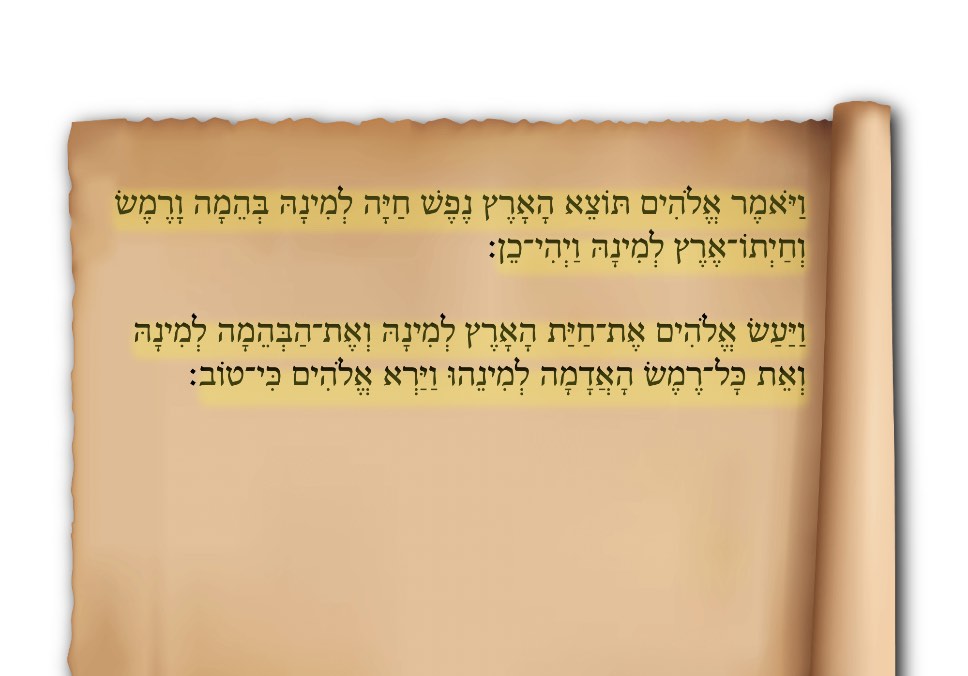 וַיֹּאמֶר אֱלֹהִים תּוֹצֵא הָאָרֶץ נֶפֶשׁ חַיָּה לְמִינָהּ בְּהֵמָה וָרֶמֶשׂ
וְחַיְתוֹ־אֶרֶץ לְמִינָהּ וַיְהִי־כֵן׃
וַיַּעַשׂ אֱלֹהִים אֶת־חַיַּת הָאָרֶץ לְמִינָהּ וְאֶת־הַבְּהֵמָה לְמִינָהּ
וְאֵת כָּל־רֶמֶשׂ הָאֲדָמָה לְמִינֵהוּ וַיַּרְא אֱלֹהִים כִּי־טוֹב׃